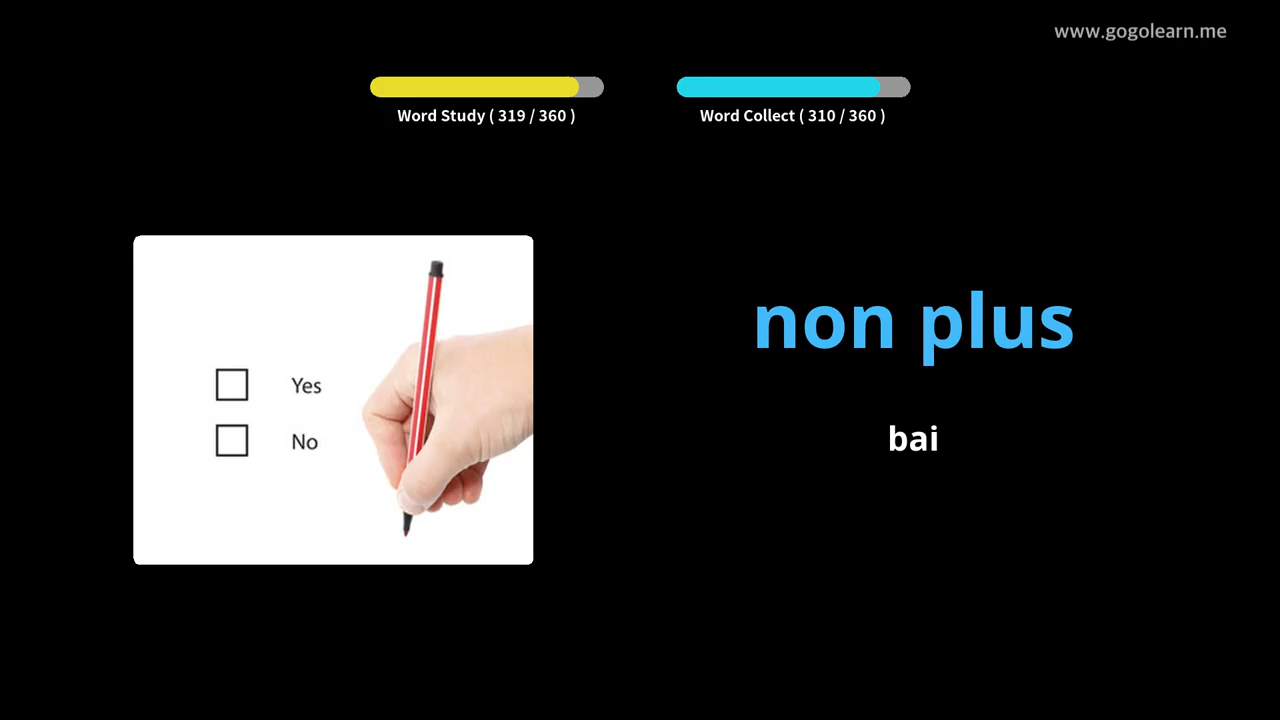 www.gogolearn.me
Word Study ( 319 / 360 )
Word Collect ( 310 / 360 )
Yes
No
non plus
bai